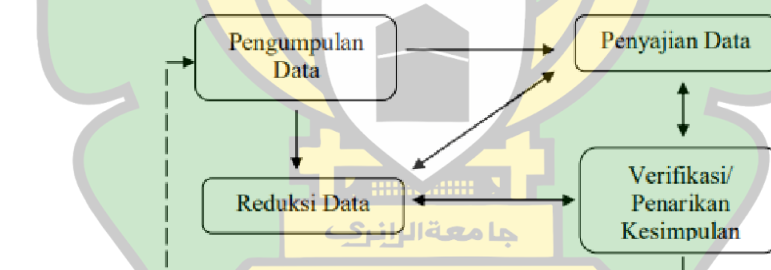 Pengumpulan
Data
Penyajian Data
Reduksi Data
Verifikasi/
Penarikan
Kesimpulan
جامعةالرانري